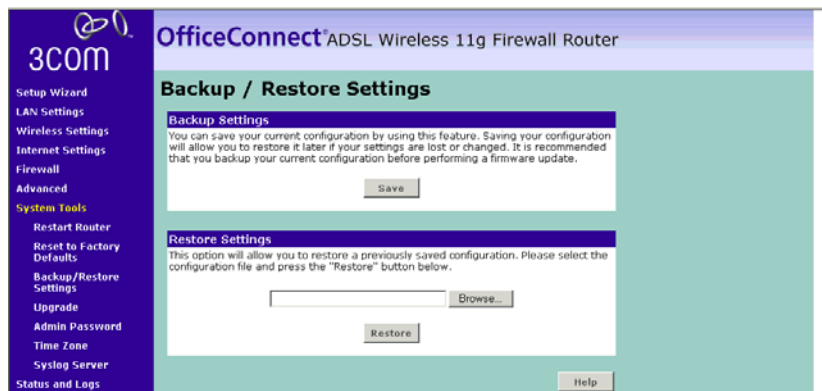 3COM
OfficeConnect® ADSL Wireless 11g Firewall Router
Setup Wizard
LAN Settings
Wireless Settings
Internet Settings
Firewall
Advanced
System Tools
Restart Router
Reset to Factory
Defaults
Backup/Restore
Settings
Upgrade
Admin Password
Time Zone
Syslog Server
Status and Logs
Backup / Restore Settings
Backup Settings
You can save your current configuration by using this feature. Saving your configuration
will allow you to restore it later if your settings are lost or changed. It is recommended
that you backup your current configuration before performing a firmware update.
Save
Restore Settings
This option will allow you to restore a previously saved configuration. Please select the
configuration file and press the "Restore" button below.
Browse...
Restore
Help